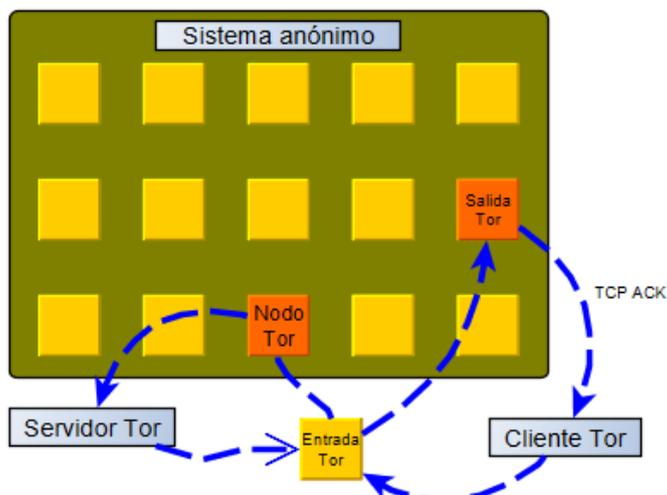 Sistema anónimo
Salida
Tor
TCP ACK
Nodo
Tor
Servidor Tor
Entrada
Tor
Cliente Tor